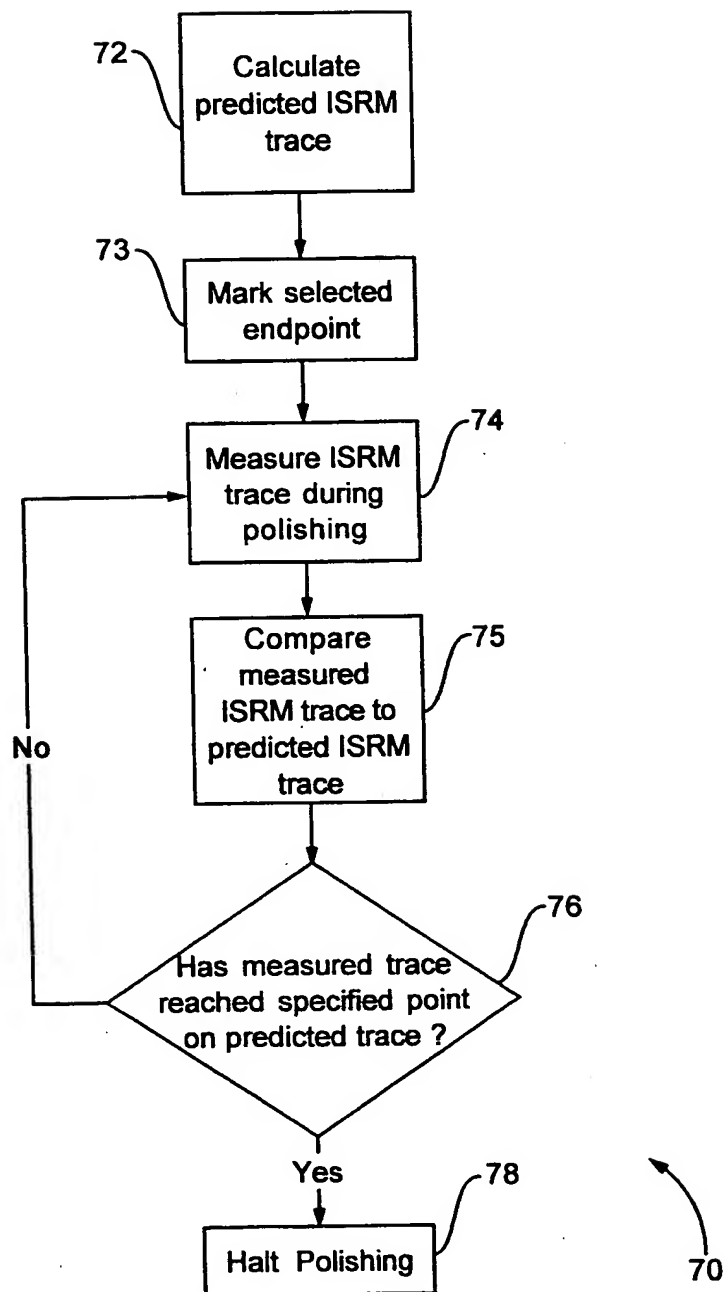 72
Calculate
predicted ISRM
trace
73
Mark selected
endpoint
74
Measure ISRM
trace during
polishing
75
Compare
measured
ISRM trace to
predicted ISRM
trace
No
76
Has measured trace
reached specified point
on predicted trace ?
Yes
78
Halt Polishing
70